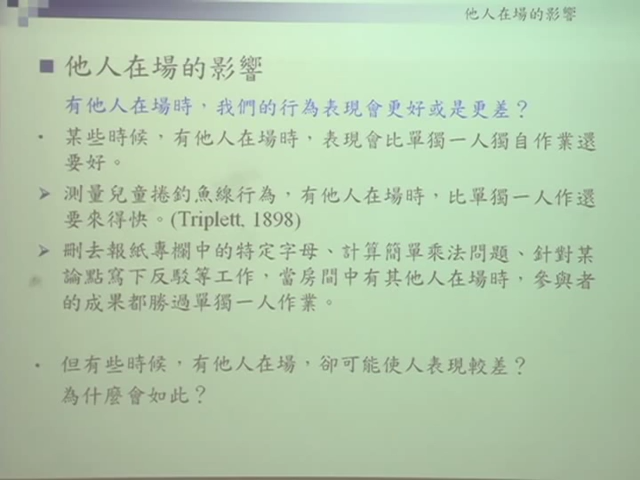 他人在場的影響
■ 他人在場的影響
有他人在場時，我們的行為表現會更好或是更差？
• 某些時候，有他人在場時，表現會比單獨一人獨自作業還
要好。
➢ 測量兒童捲釣魚線行為，有他人在場時，比單獨一人作還
要來得快。(Triplett, 1898)
➢ 刪去報紙專欄中的特定字母、計算簡單乘法問題、針對某
論點寫下反駁等工作，當房間中有其他人在場時，參與者
的成果都勝過單獨一人作業。
• 但有些時候，有他人在場，卻可能使人表現較差？
為什麼會如此？